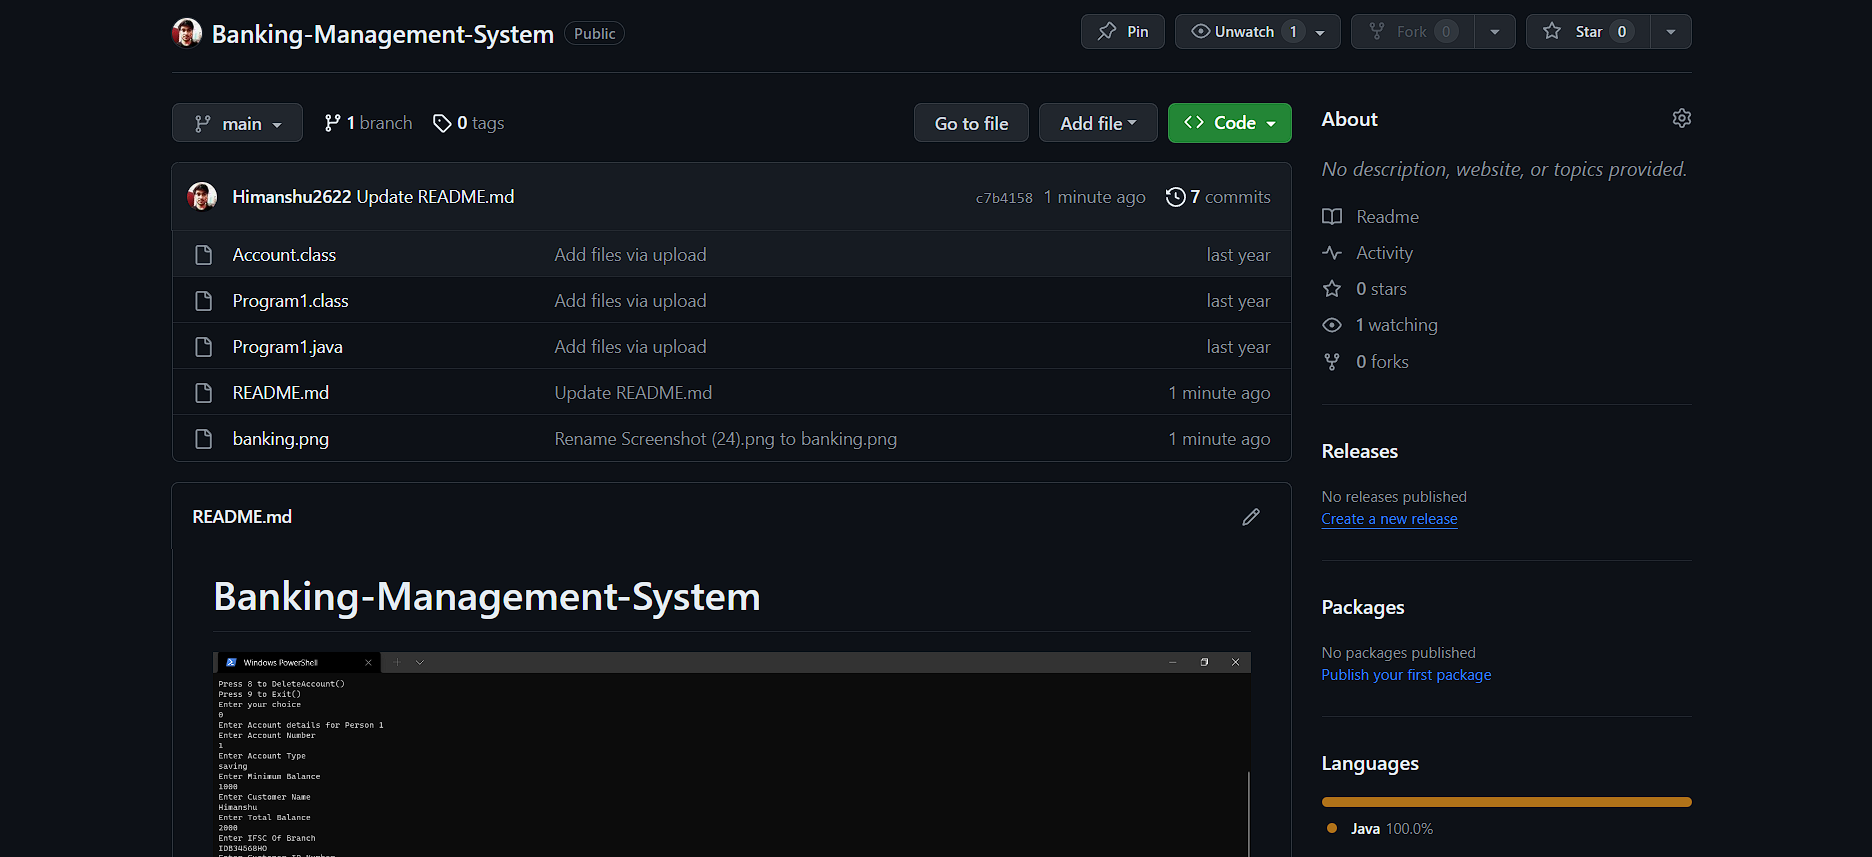 Banking-Management-System Public
Pin
Unwatch 1
Fork 0
Star 0
main
1 branch
0 tags
Go to file
Add file
Code
Himanshu2622 Update README.md
c7b4158 1 minute ago 7 commits
Account.class Add files via upload last year
Program1.class Add files via upload last year
Program1.java Add files via upload last year
README.md Update README.md 1 minute ago
banking.png Rename Screenshot (24).png to banking.png 1 minute ago
README.md
Banking-Management-System
Windows PowerShell
Press 8 to DeleteAccount()
Press 9 to Exit()
Enter your choice
0
Enter Account details for Person 1
Enter Account Number
1
Enter Account Type
saving
Enter Minimum Balance
1000
Enter Customer Name
Himanshu
Enter Total Balance
2000
Enter IFSC Of Branch
IDB34568HO
Enter Customer ID Number
About
No description, website, or topics provided.
Readme
Activity
0 stars
1 watching
0 forks
Releases
No releases published
Create a new release
Packages
No packages published
Publish your first package
Languages
Java 100.0%